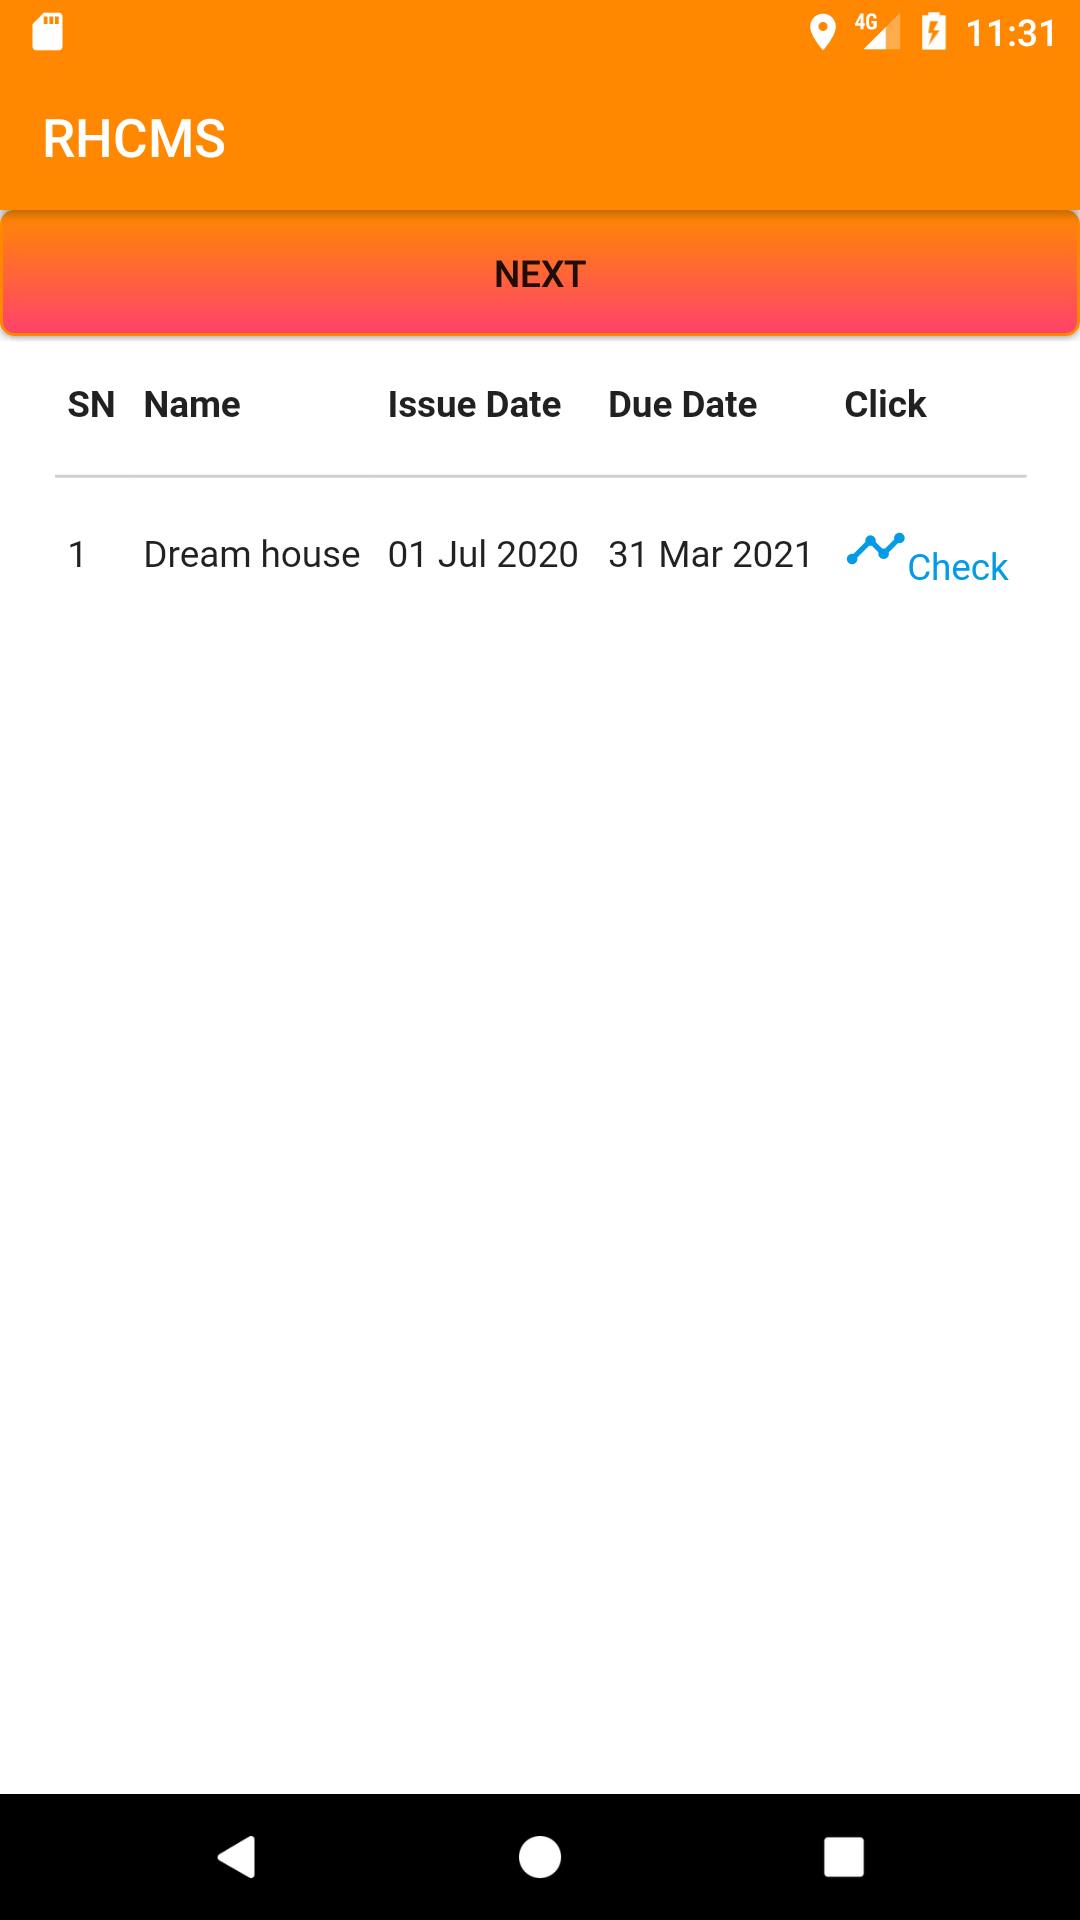 4G 11:31
RHCMS
NEXT
SN Name Issue Date Due Date Click
1 Dream house 01 Jul 2020 31 Mar 2021 Check